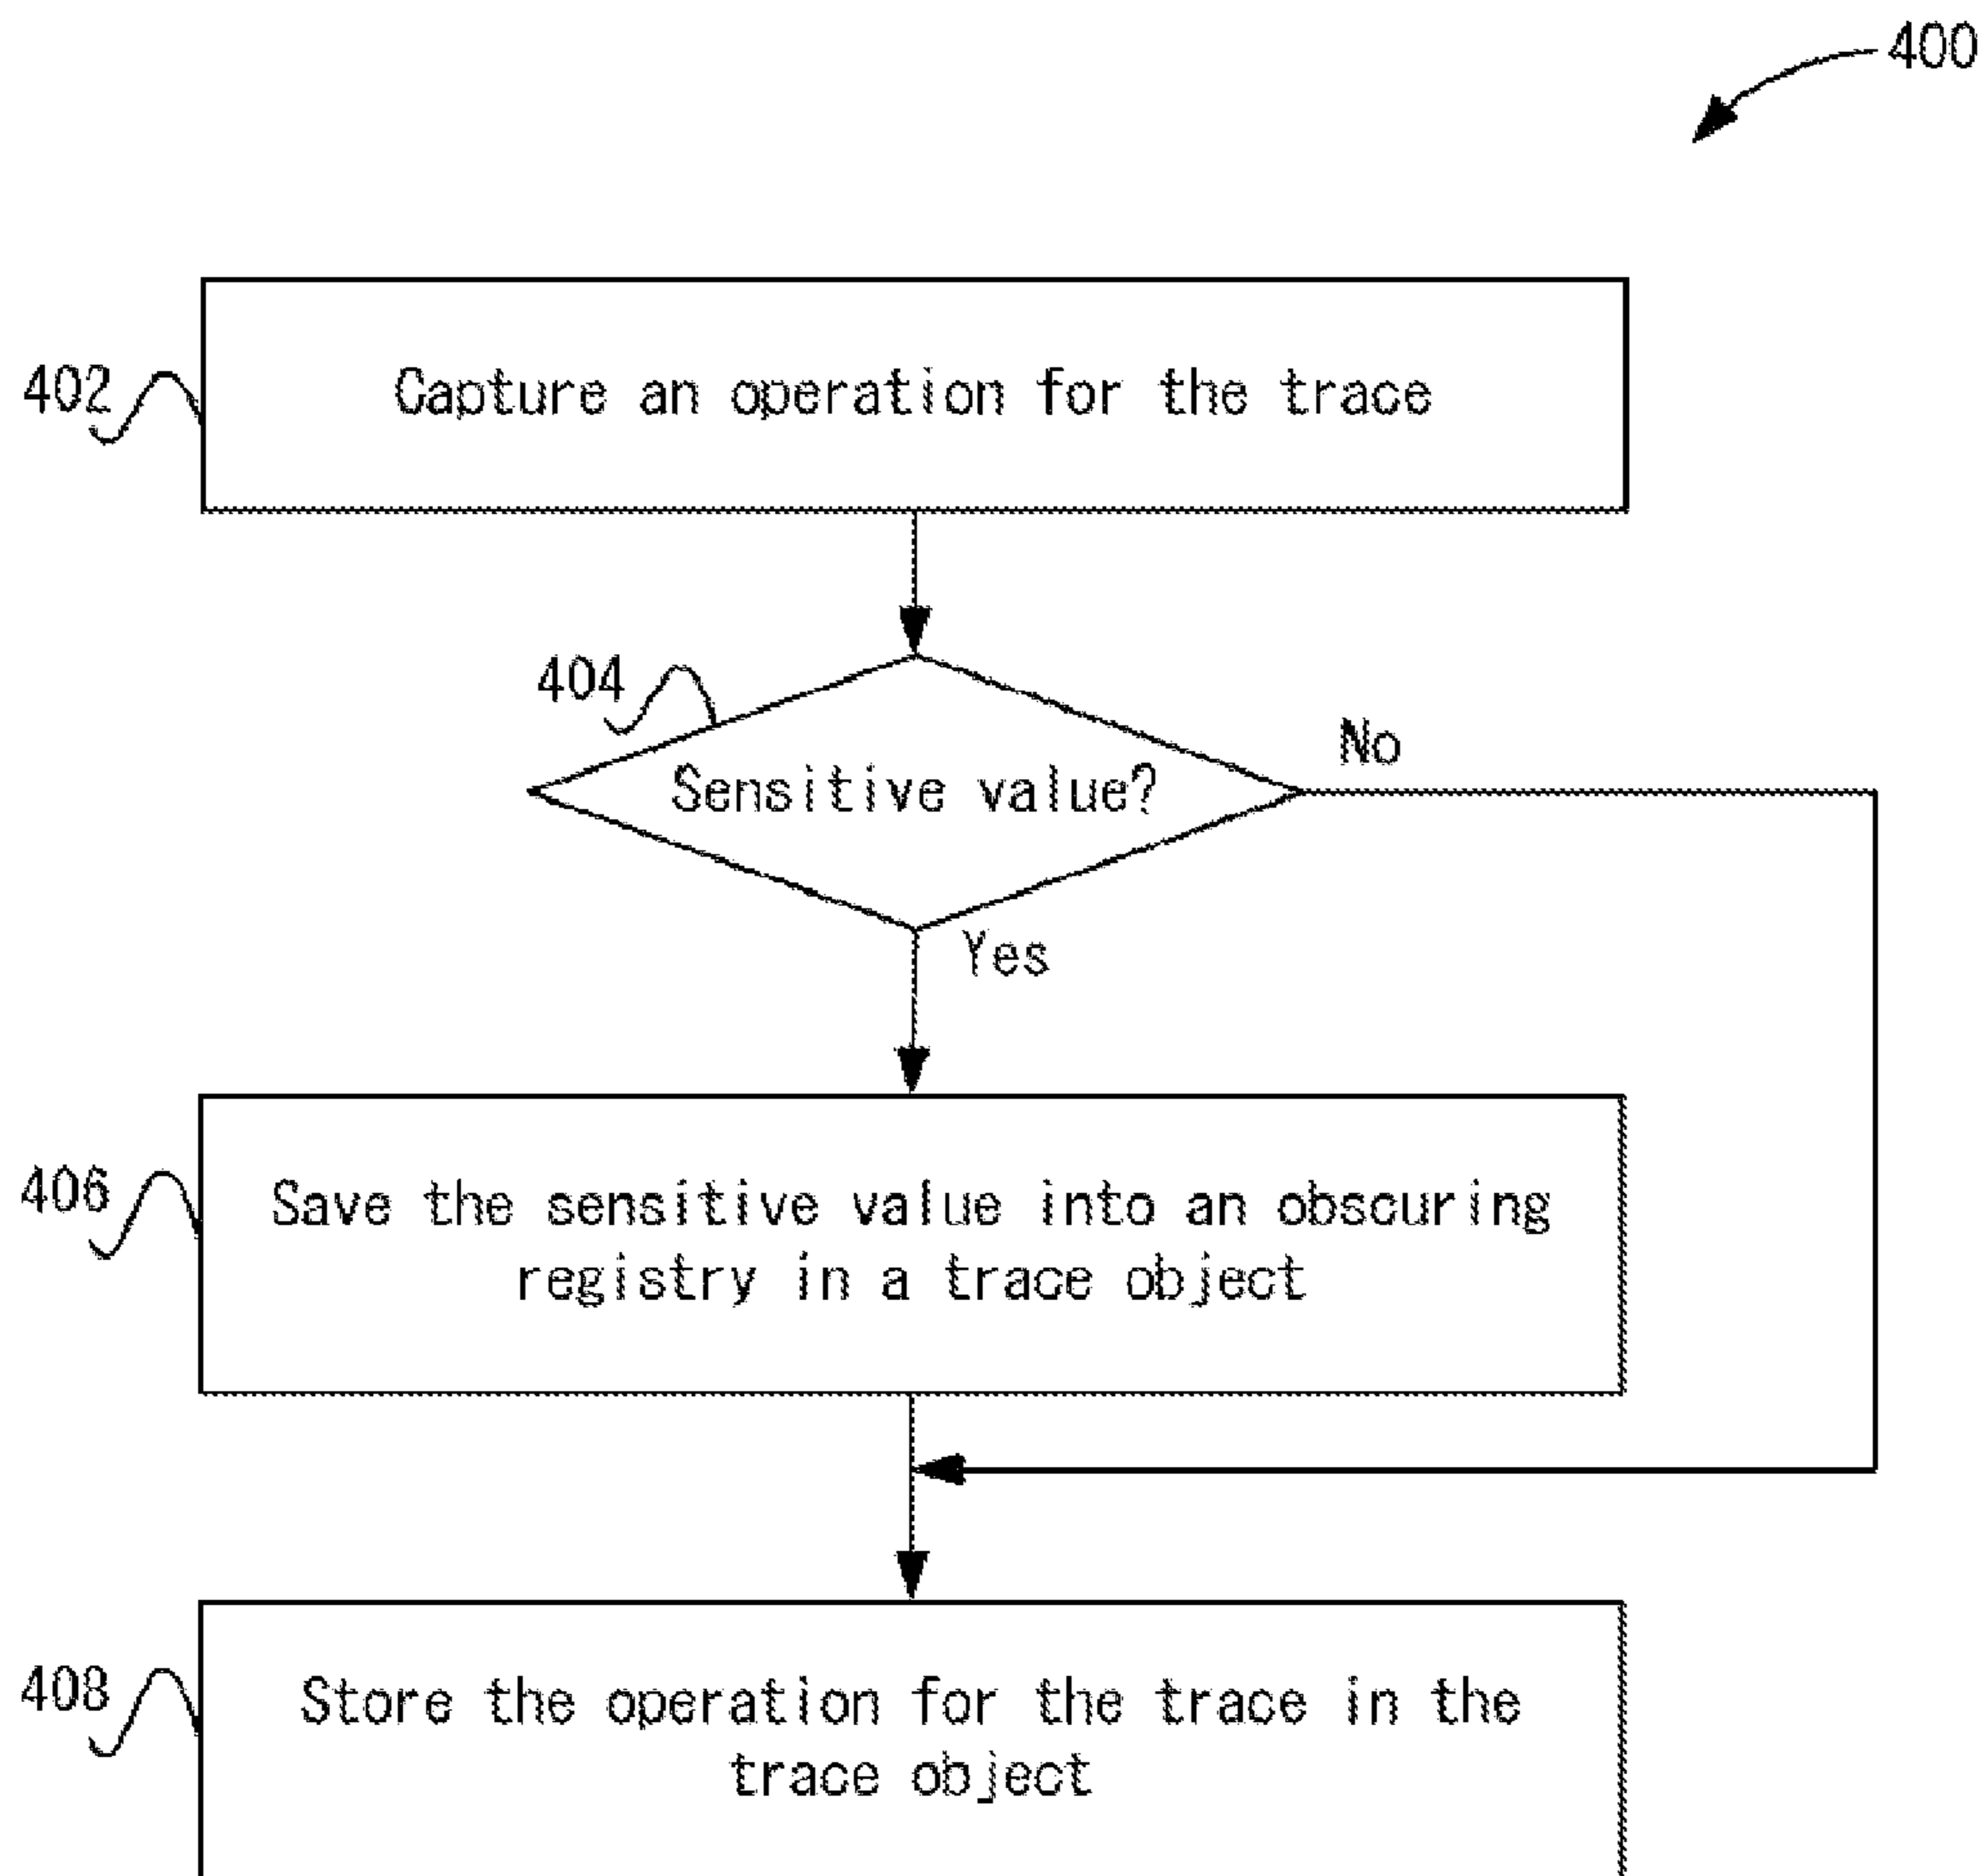 400
402
Capture an operation for the trace
404
Sensitive value?
No
Yes
406
Save the sensitive value into an obscuring
registry in a trace object
408
Store the operation for the trace in the
trace object